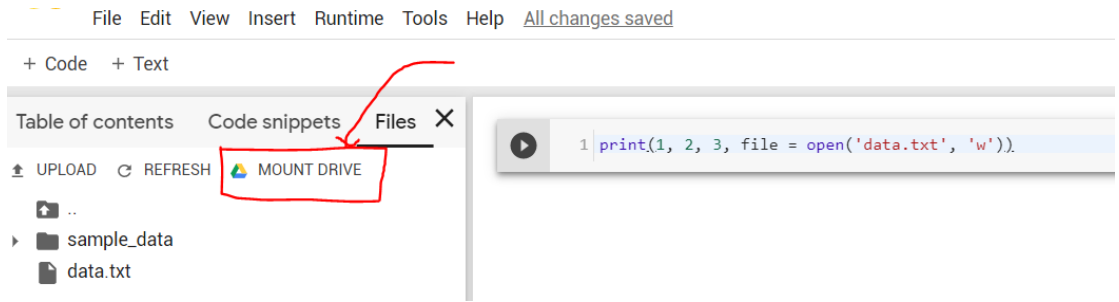 File Edit View Insert Runtime Tools Help All changes saved
+ Code + Text
Table of contents Code snippets Files X
UPLOAD REFRESH MOUNT DRIVE
..
sample_data
data.txt
1 print(1, 2, 3, file = open('data.txt', 'w'))